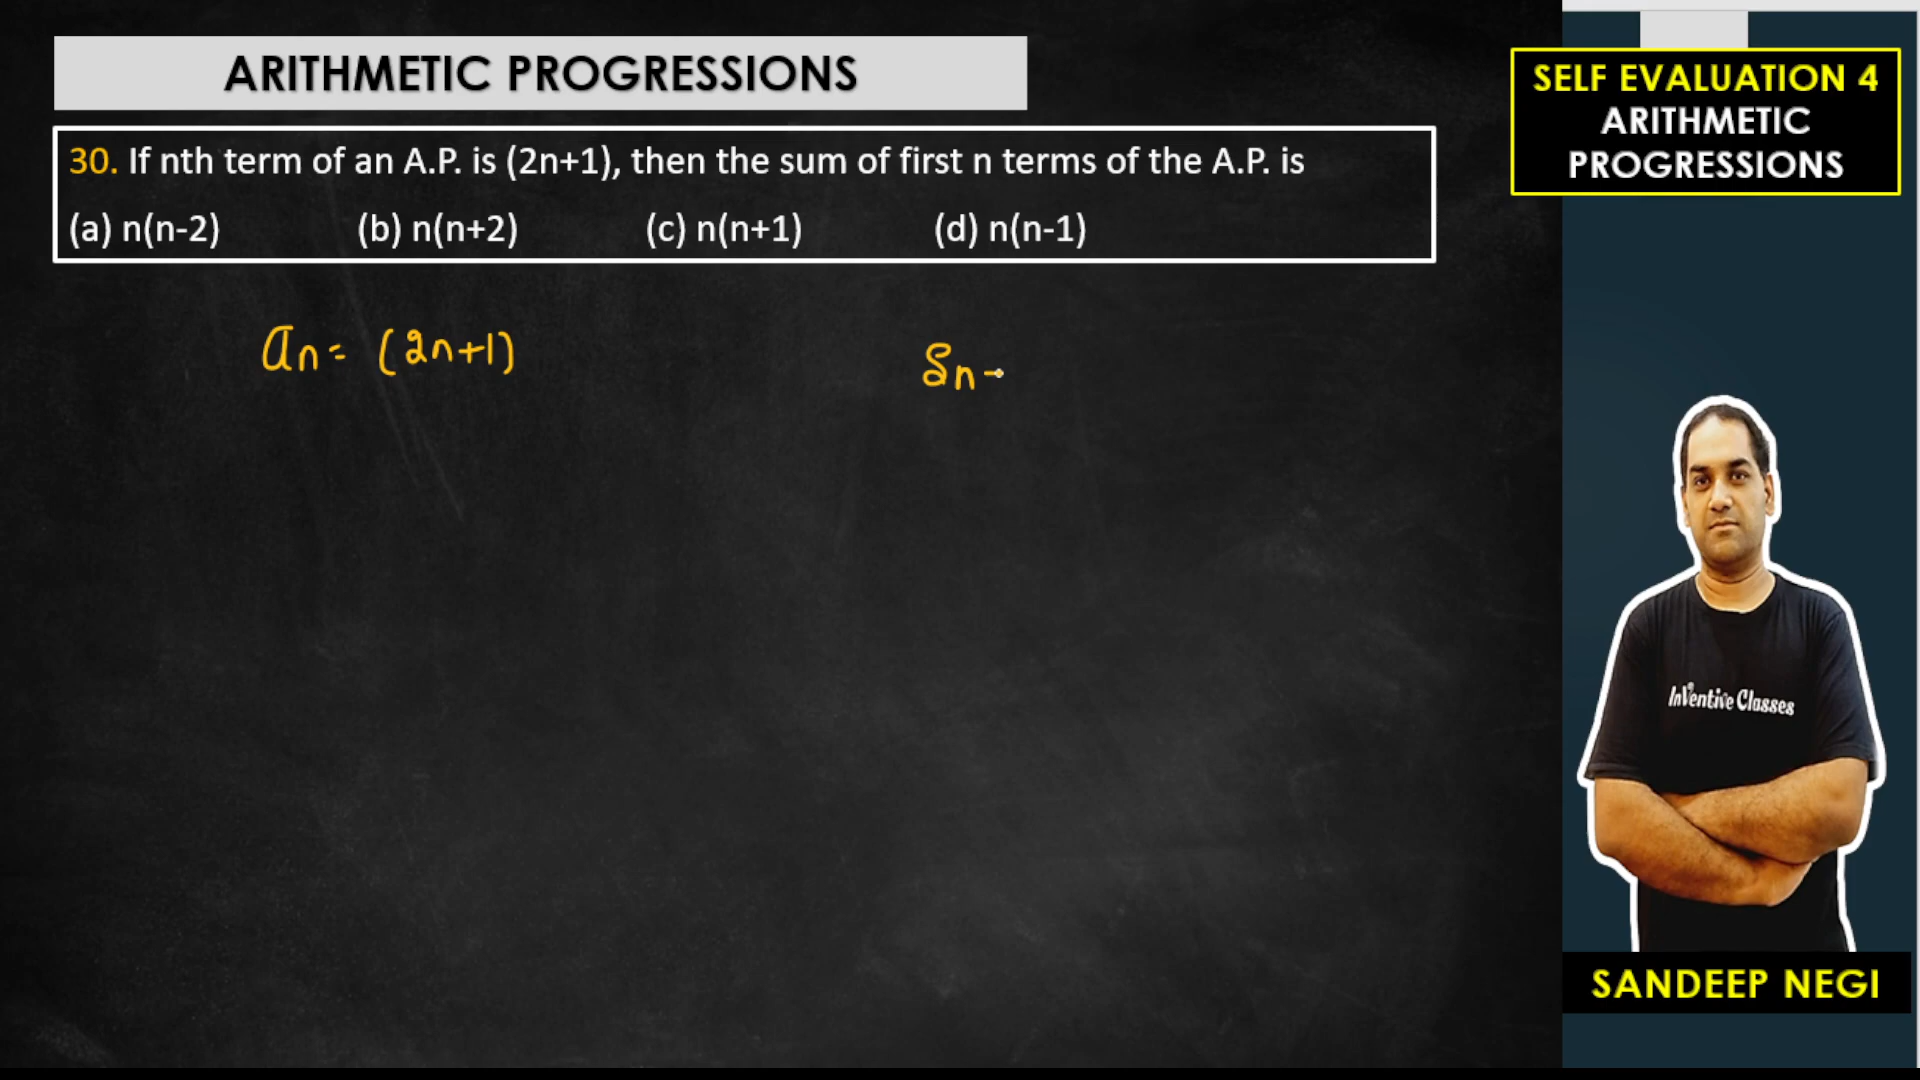 ARITHMETIC PROGRESSIONS
SELF EVALUATION 4
ARITHMETIC
PROGRESSIONS
30. If nth term of an A.P. is (2n+1), then the sum of first n terms of the A.P. is
(a) n(n-2) (b) n(n+2) (c) n(n+1) (d) n(n-1)
an = (2n+1)
Sn -
InVentive Classes
SANDEEP NEGI